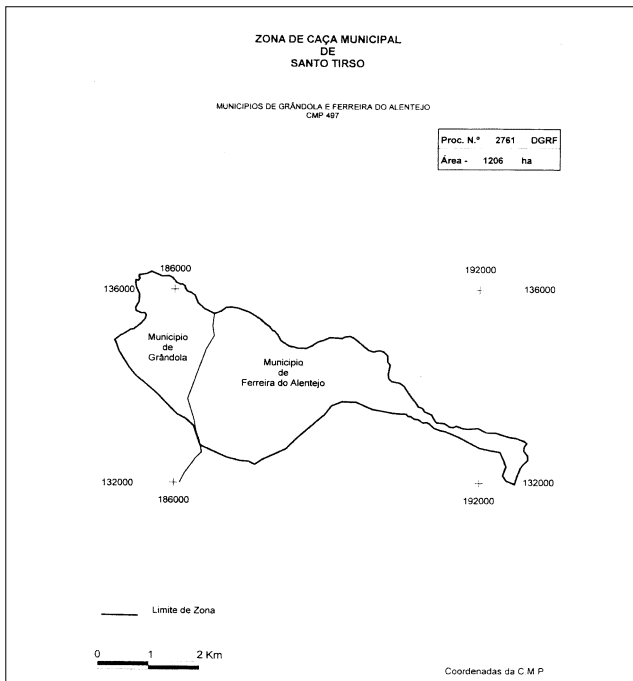 ZONA DE CAÇA MUNICIPAL
DE
SANTO TIRSO
MUNICIPIOS DE GRÂNDOLA E FERREIRA DO ALENTEJO
CMP 497
Proc. N.º 2761 DGRF
Área - 1206 ha
186000
192000
136000
136000
Municipio
de
Grândola
Municipio
de
Ferreira do Alentejo
132000
132000
186000
192000
Limite de Zona
0 1 2 Km
Coordenadas da C.M P